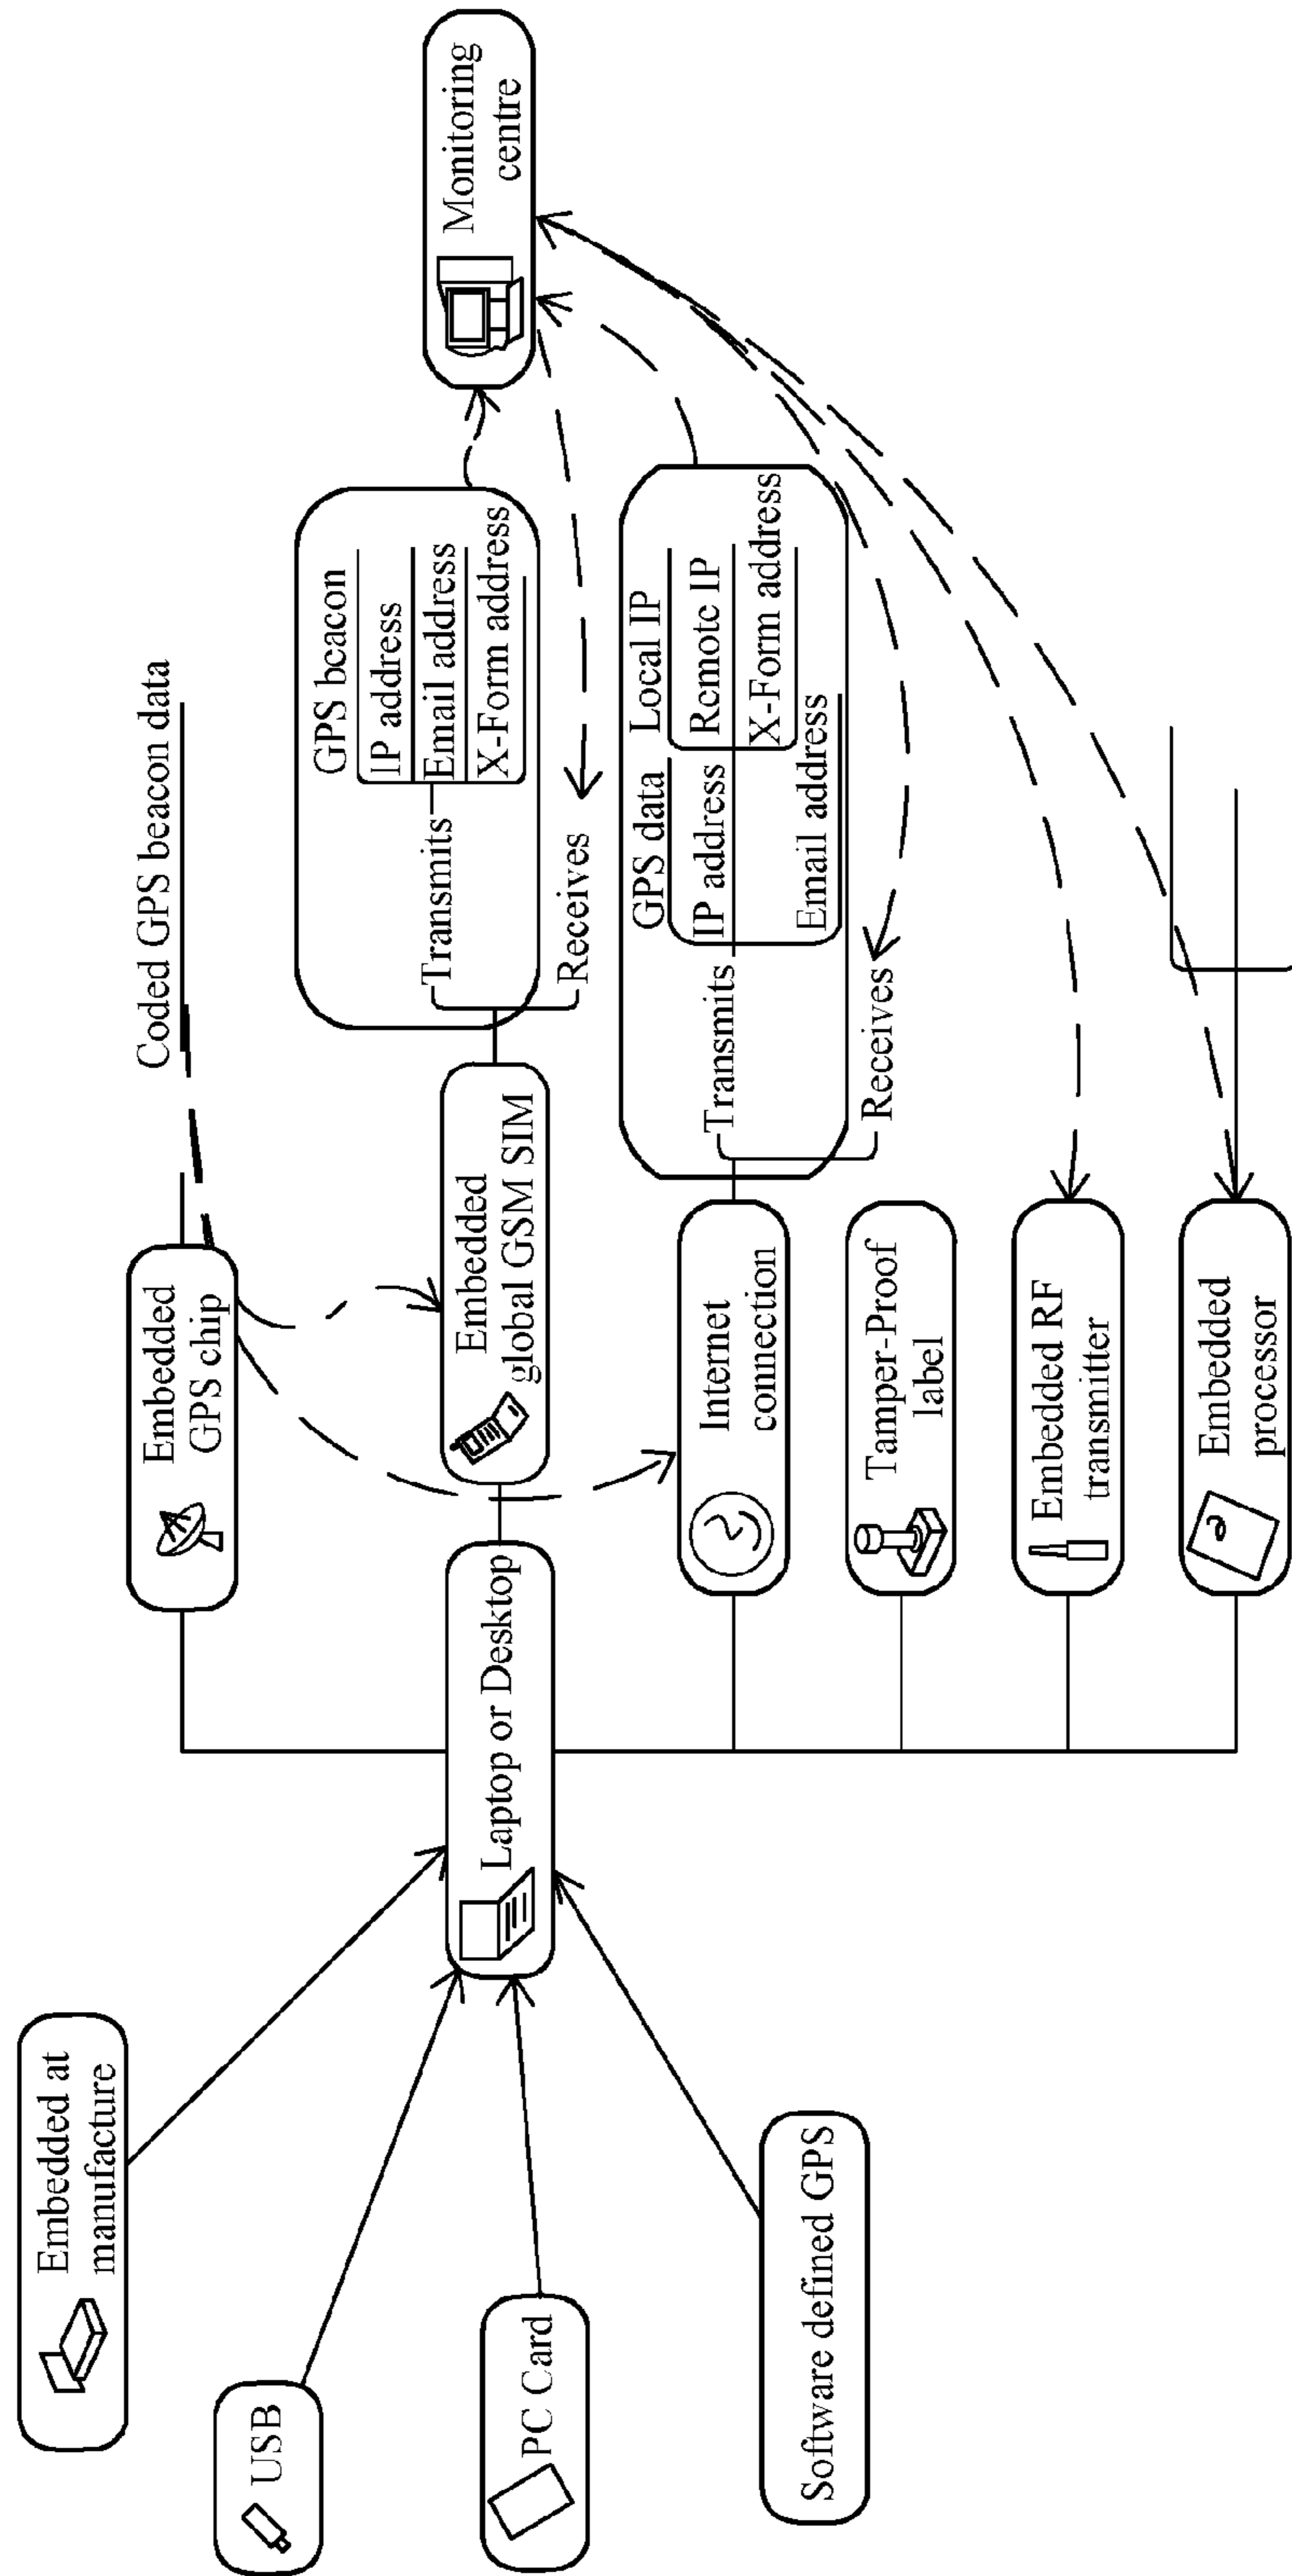 Embedded at
manufacture
USB
PC Card
Software defined GPS
Laptop or Desktop
Embedded
GPS chip
Coded GPS beacon data
Embedded
global GSM SIM
Transmits
GPS beacon
IP address
Email address
X-Form address
Receives
Internet
connection
Transmits
GPS data
IP address
Email address
Local IP
Remote IP
X-Form address
Receives
Tamper-Proof
label
Embedded RF
transmitter
Embedded
processor
Monitoring
centre